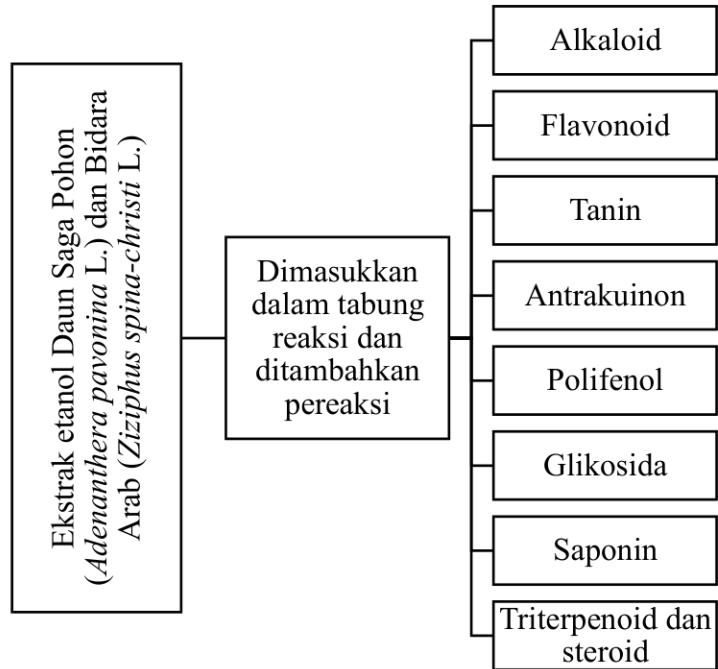 Ekstrak etanol Daun Saga Pohon
(Adenanthera pavonina L.) dan Bidara
Arab (Ziziphus spina-christi L.)
Dimasukkan
dalam tabung
reaksi dan
ditambahkan
pereaksi
Alkaloid
Flavonoid
Tanin
Antrakuinon
Polifenol
Glikosida
Saponin
Triterpenoid dan
steroid